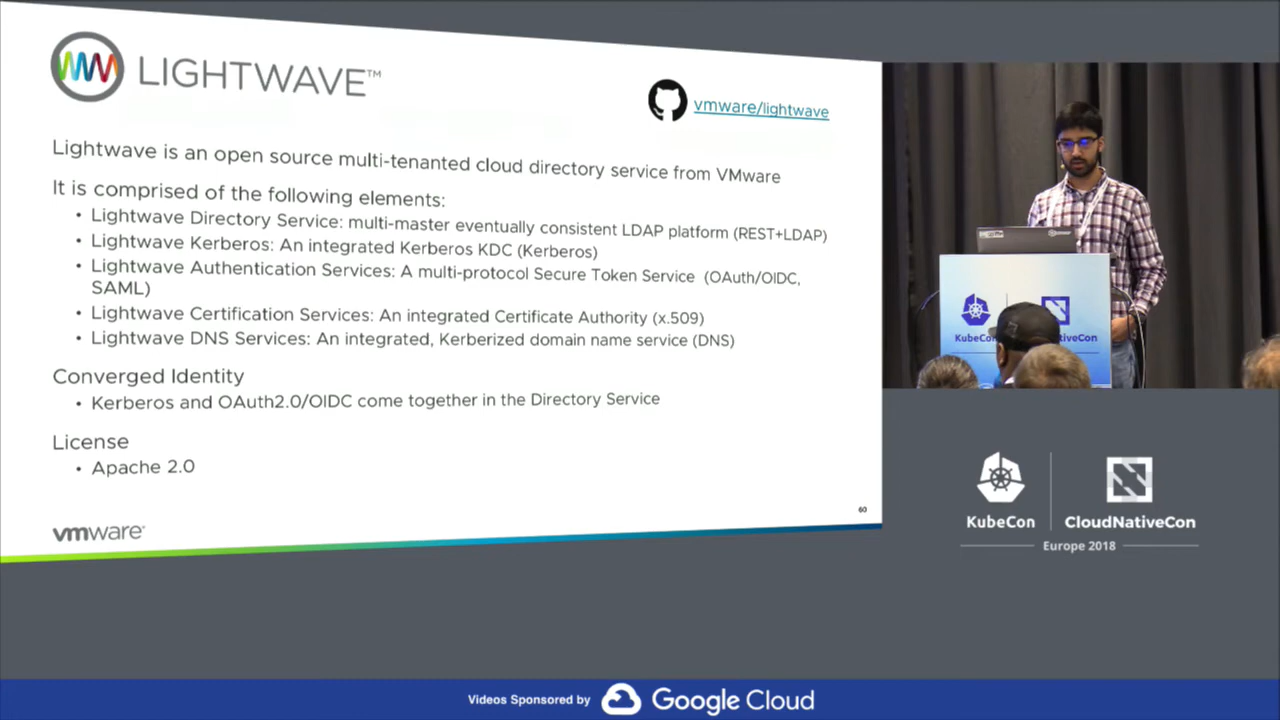 LIGHTWAVE™
vmware/lightwave
Lightwave is an open source multi-tenanted cloud directory service from VMware
It is comprised of the following elements:
• Lightwave Directory Service: multi-master eventually consistent LDAP platform (REST+LDAP)
• Lightwave Kerberos: An integrated Kerberos KDC (Kerberos)
• Lightwave Authentication Services: A multi-protocol Secure Token Service (OAuth/OIDC,
SAML)
• Lightwave Certification Services: An integrated Certificate Authority (x.509)
• Lightwave DNS Services: An integrated, Kerberized domain name service (DNS)
Converged Identity
• Kerberos and OAuth2.0/OIDC come together in the Directory Service
License
• Apache 2.0
60
vmware®
KubeCon
tiveCon
KubeCon
CloudNativeCon
Europe 2018
Videos Sponsored by Google Cloud